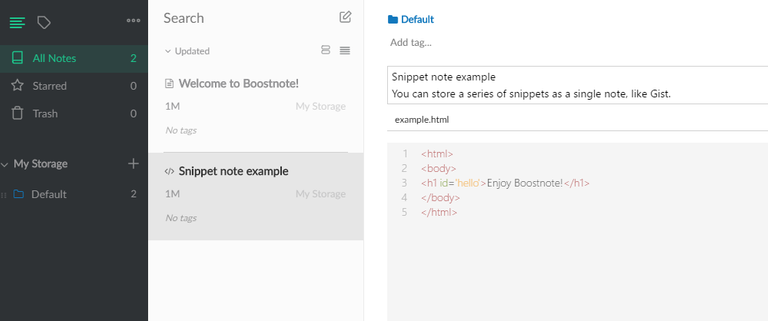 All Notes 2
Starred 0
Trash 0
My Storage
Default 2
Search
Updated
Welcome to Boostnote!
1M My Storage
No tags
Snippet note example
1M My Storage
No tags
Default
Add tag...
Snippet note example
You can store a series of snippets as a single note, like Gist.
example.html
1 <html>
2 <body>
3 <h1 id='hello'>Enjoy Boostnote!</h1>
4 </body>
5 </html>